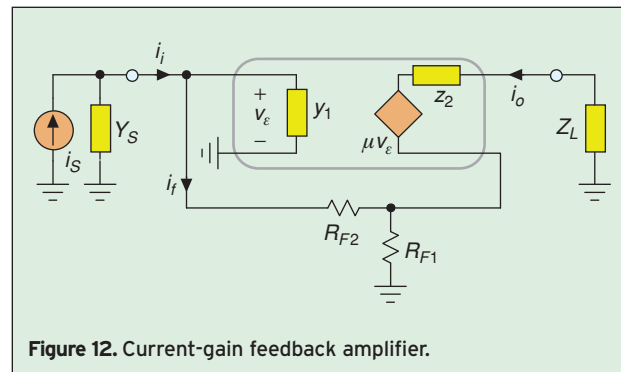 i_i
+
v_ε
−
y_1
z_2
μv_ε
i_o
Z_L
Y_S
i_S
i_f
R_F2
R_F1
Figure 12. Current-gain feedback amplifier.